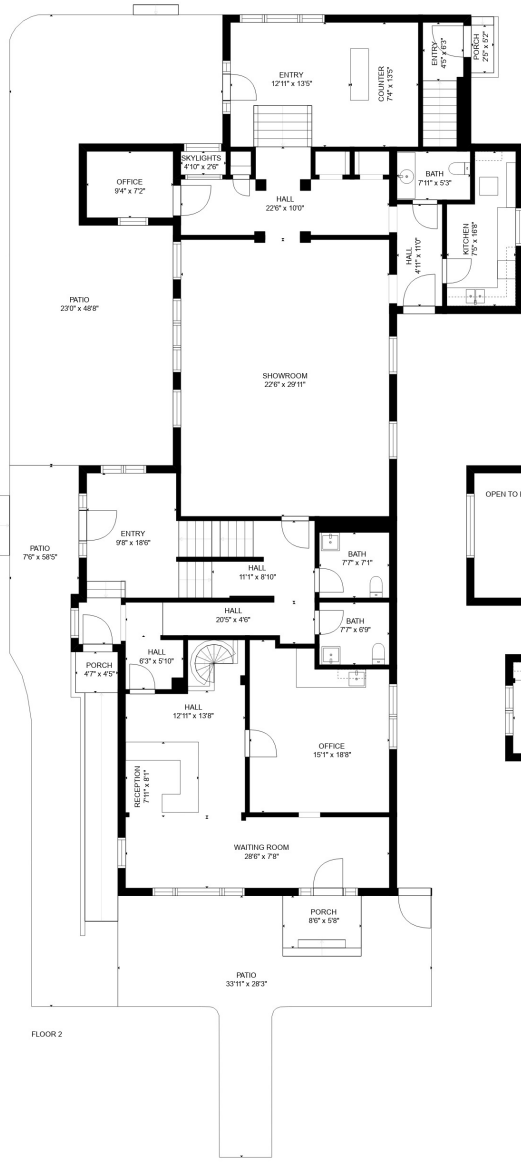 ENTRY
12'11" x 13'5"
COUNTER
7'4" x 13'5"
ENTRY
4'5" x 6'3"
PORCH
2'5" x 5'2"
SKYLIGHTS
4'10" x 2'6"
OFFICE
9'4" x 7'2"
HALL
22'6" x 10'0"
BATH
7'11" x 5'3"
HALL
4'11" x 11'0"
KITCHEN
7'5" x 16'8"
PATIO
23'0" x 48'8"
SHOWROOM
22'6" x 29'11"
OPEN TO
ENTRY
9'8" x 18'6"
PATIO
7'6" x 58'5"
HALL
11'1" x 8'10"
BATH
7'7" x 7'1"
HALL
20'5" x 4'6"
BATH
7'7" x 6'9"
HALL
6'3" x 5'10"
PORCH
4'7" x 4'5"
HALL
12'11" x 13'8"
OFFICE
15'1" x 18'8"
RECEPTION
7'11" x 8'1"
WAITING ROOM
28'6" x 7'8"
PORCH
8'6" x 5'8"
PATIO
33'11" x 28'3"
FLOOR 2